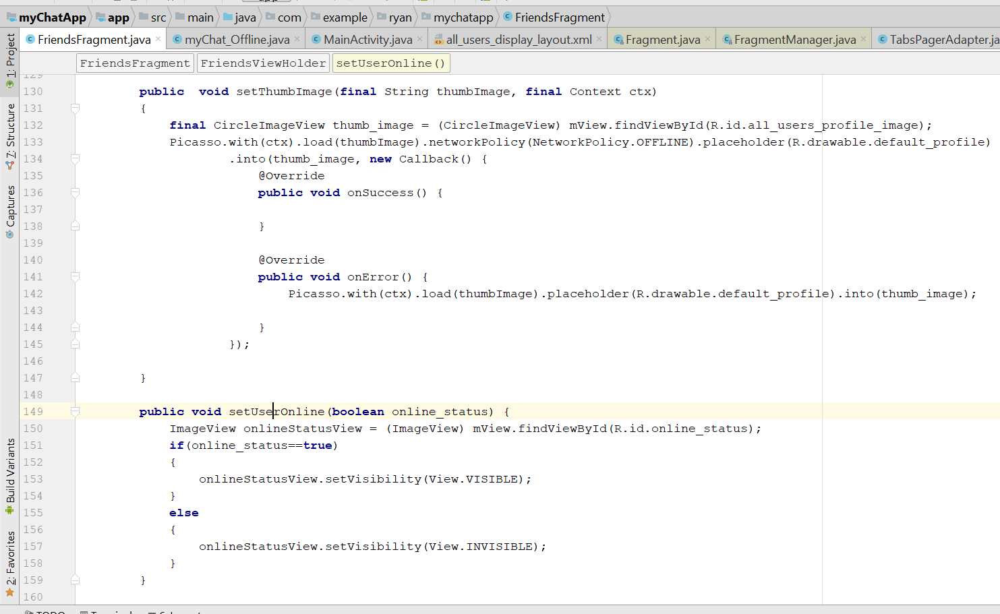 app
myChatApp app src main java com example ryan mychatapp FriendsFragment
FriendsFragment.java myChat_Offline.java MainActivity.java all_users_display_layout.xml Fragment.java FragmentManager.java TabsPagerAdapter.ja
FriendsFragment FriendsViewHolder setUserOnline()
1: Project
7: Structure
Captures
Build Variants
2: Favorites
129
130 public  void setThumbImage(final String thumbImage, final Context ctx)
131 {
132 final CircleImageView thumb_image = (CircleImageView) mView.findViewById(R.id.all_users_profile_image);
133 Picasso.with(ctx).load(thumbImage).networkPolicy(NetworkPolicy.OFFLINE).placeholder(R.drawable.default_profile)
134 .into(thumb_image, new Callback() {
135 @Override
136 public void onSuccess() {
137
138 }
139
140 @Override
141 public void onError() {
142 Picasso.with(ctx).load(thumbImage).placeholder(R.drawable.default_profile).into(thumb_image);
143
144 }
145 });
146
147 }
148
149 public void setUserOnline(boolean online_status) {
150 ImageView onlineStatusView = (ImageView) mView.findViewById(R.id.online_status);
151 if(online_status==true)
152 {
153 onlineStatusView.setVisibility(View.VISIBLE);
154 }
155 else
156 {
157 onlineStatusView.setVisibility(View.INVISIBLE);
158 }
159 }
160
TODO Terminal